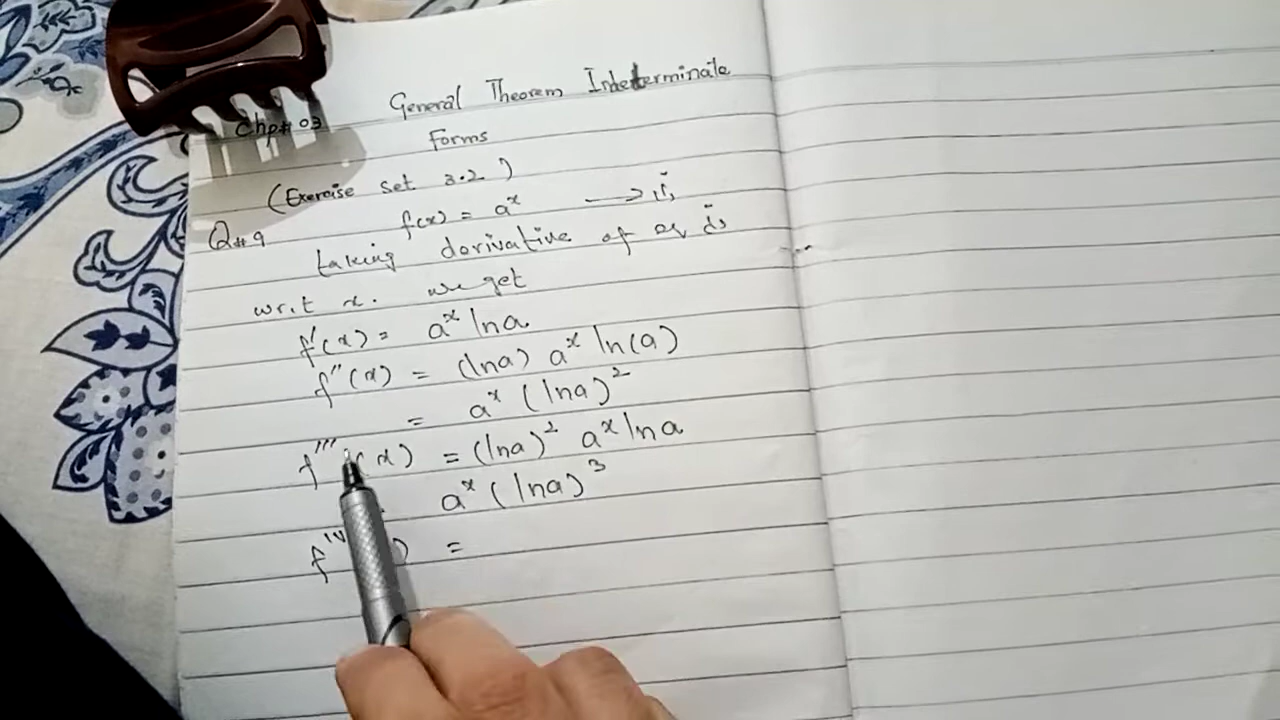 General Theorem Indeterminate
Chp# 03
Forms
(Exercise set 3.2)
Q#9 f(x) = a^x
taking derivative of
w.r.t x. we get
f'(x) = a^x ln a
f''(x) = (ln a) a^x ln(a)
= a^x (ln a)^2
f'''(x) = (ln a)^2 a^x ln a
a^x (ln a)^3
f^IV =